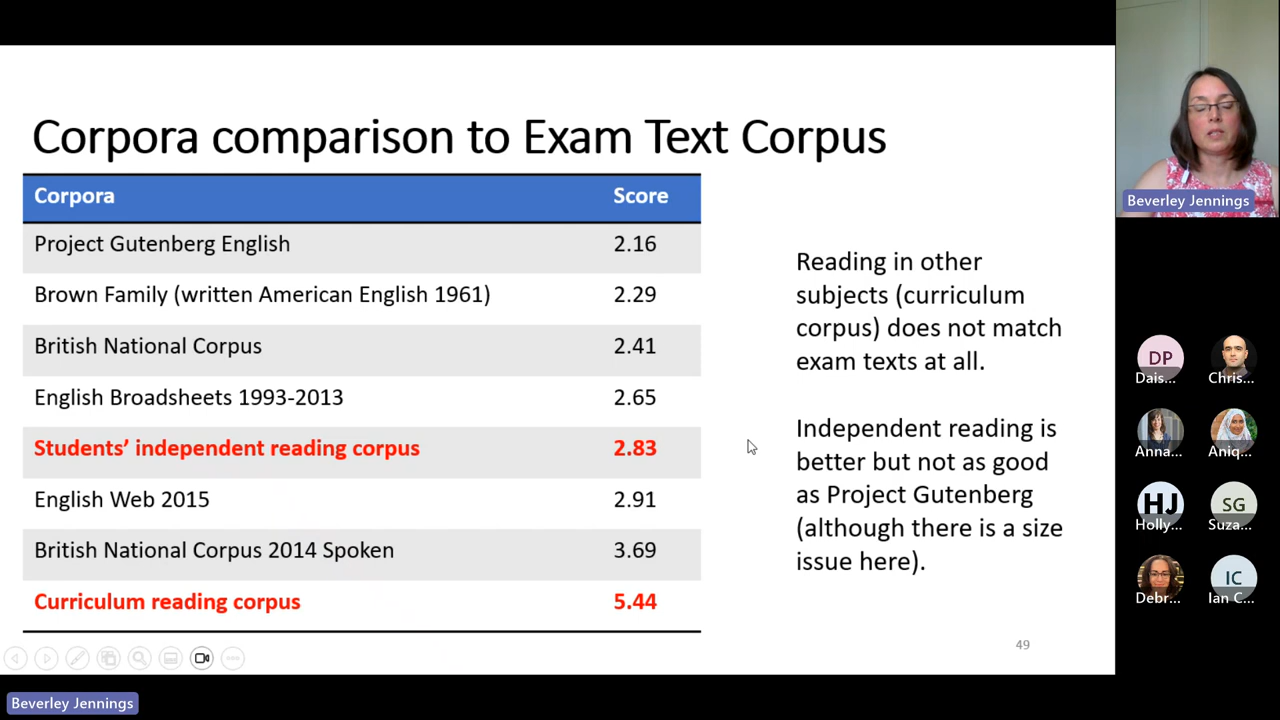 Corpora comparison to Exam Text Corpus
Corpora Score
Project Gutenberg English 2.16
Brown Family (written American English 1961) 2.29
British National Corpus 2.41
English Broadsheets 1993-2013 2.65
Students’ independent reading corpus 2.83
English Web 2015 2.91
British National Corpus 2014 Spoken 3.69
Curriculum reading corpus 5.44
Reading in other
subjects (curriculum
corpus) does not match
exam texts at all.
Independent reading is
better but not as good
as Project Gutenberg
(although there is a size
issue here).
49
Beverley Jennings
Beverley Jennings
DP
Dais...
Chris...
Anna...
Aniq...
HJ
Holly...
SG
Suza...
Debr...
IC
Ian C...